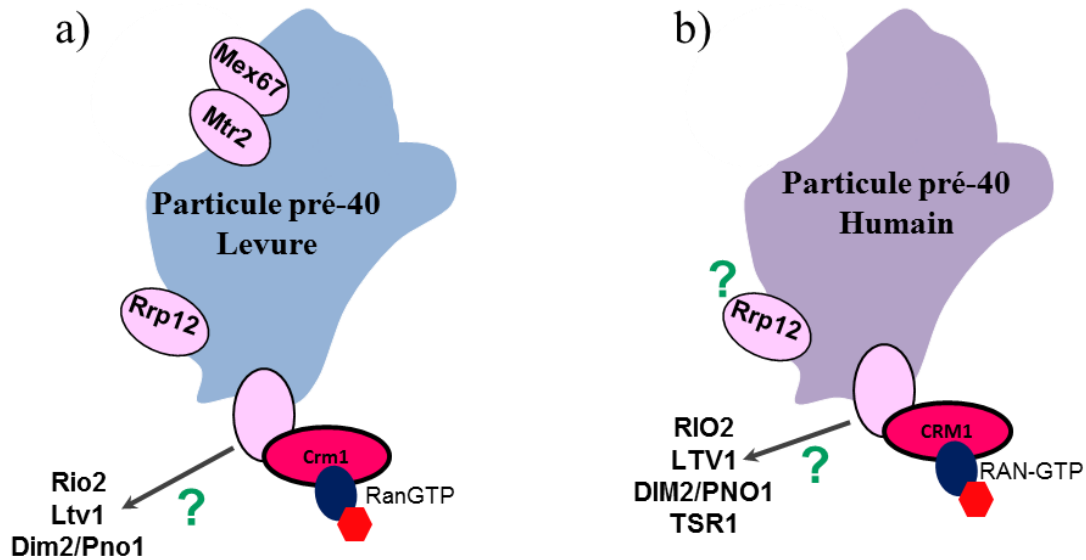 a)
Mex67
Mtr2
Particule pré-40
Levure
Rrp12
Crm1
RanGTP
?
Rio2
Ltv1
Dim2/Pno1
b)
Particule pré-40
Humain
?
Rrp12
CRM1
RAN-GTP
?
RIO2
LTV1
DIM2/PNO1
TSR1